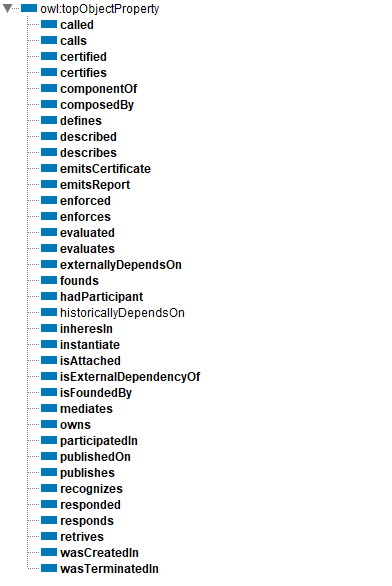 owl:topObjectProperty
called
calls
certified
certifies
componentOf
composedBy
defines
described
describes
emitsCertificate
emitsReport
enforced
enforces
evaluated
evaluates
externallyDependsOn
founds
hadParticipant
historicallyDependsOn
inheresIn
instantiate
isAttached
isExternalDependencyOf
isFoundedBy
mediates
owns
participatedIn
publishedOn
publishes
recognizes
responded
responds
retrives
wasCreatedIn
wasTerminatedIn